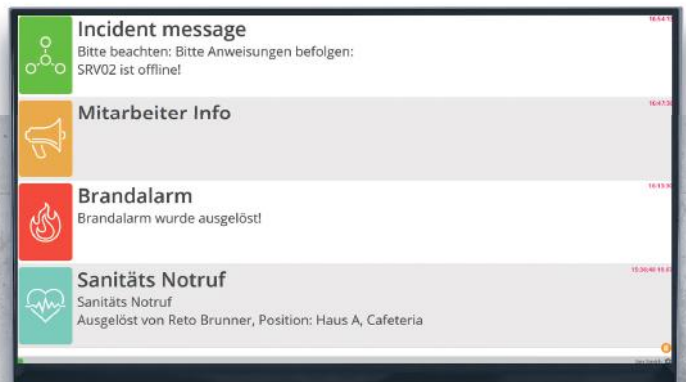 Incident message
Bitte beachten: Bitte Anweisungen befolgen:
SRV02 ist offline!
Mitarbeiter Info
Brandalarm
Brandalarm wurde ausgelöst!
Sanitäts Notruf
Sanitäts Notruf
Ausgelöst von Reto Brunner, Position: Haus A, Cafeteria